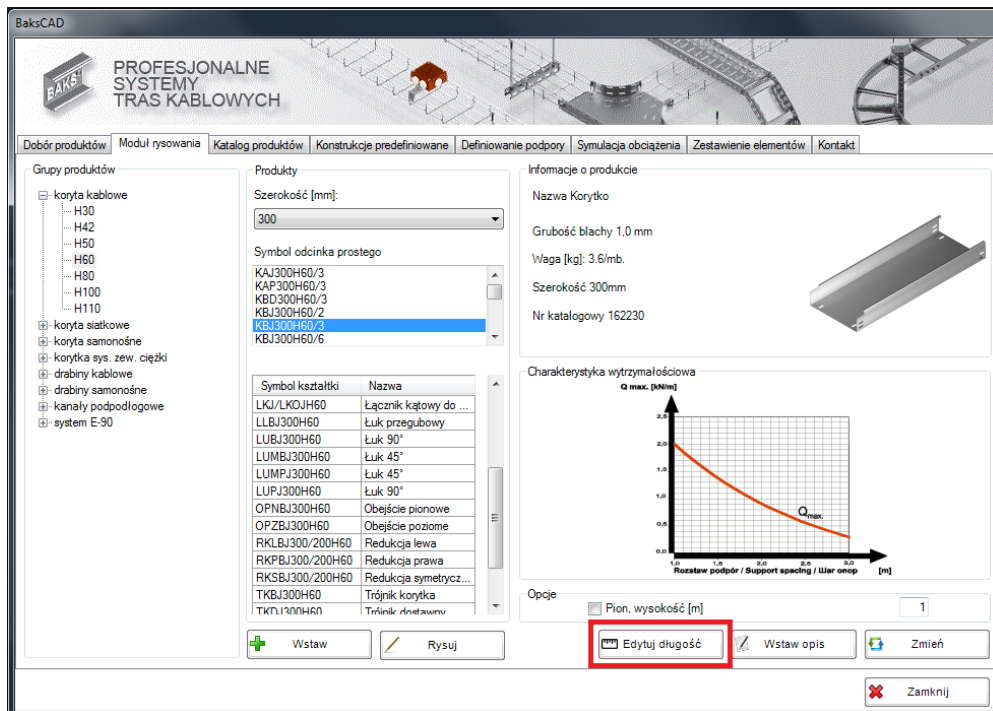 BaksCAD
BAKS
PROFESJONALNE
SYSTEMY
TRAS KABLOWYCH
Dobór produktów
Moduł rysowania
Katalog produktów
Konstrukcje predefiniowane
Definiowanie podpory
Symulacja obciążenia
Zestawienie elementów
Kontakt
Grupy produktów
koryta kablowe
H30
H42
H50
H60
H80
H100
H110
koryta siatkowe
koryta samonośne
korytka sys. zew. ciężki
drabiny kablowe
drabiny samonośne
kanały podpodłogowe
system E-90
Produkty
Szerokość [mm]:
300
Symbol odcinka prostego
KAJ300H60/3
KAP300H60/3
KBD300H60/3
KBJ300H60/2
KBJ300H60/3
KBJ300H60/6
Symbol kształtki Nazwa
LKJ/LKOJH60 Łącznik kątowy do ...
LLBJ300H60 Łuk przegubowy
LUBJ300H60 Łuk 90°
LUMBJ300H60 Łuk 45°
LUMPJ300H60 Łuk 45°
LUPJ300H60 Łuk 90°
OPNBJ300H60 Obejście pionowe
OPZBJ300H60 Obejście poziome
RKLBJ300/200H60 Redukcja lewa
RKPBJ300/200H60 Redukcja prawa
RKSBJ300/200H60 Redukcja symetrycz...
TKBJ300H60 Trójnik korytka
TKDJ300H60 Trójnik dostawny
Wstaw
Rysuj
Informacje o produkcie
Nazwa Korytko
Grubość blachy 1,0 mm
Waga [kg]: 3.6/mb.
Szerokość 300mm
Nr katalogowy 162230
Charakterystyka wytrzymałościowa
Q max. [kN/m]
2,5
2,0
1,5
1,0
0,5
0,0
Qmax.
1,0 1,5 2,0 2,5 3,0
Rozstaw podpór / Support spacing / Шаг опор [m]
Opcje
Pion, wysokość [m]
1
Edytuj długość
Wstaw opis
Zmień
Zamknij